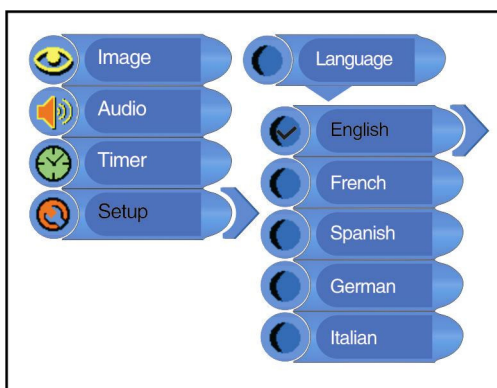 Image
Audio
Timer
Setup
Language
English
French
Spanish
German
Italian